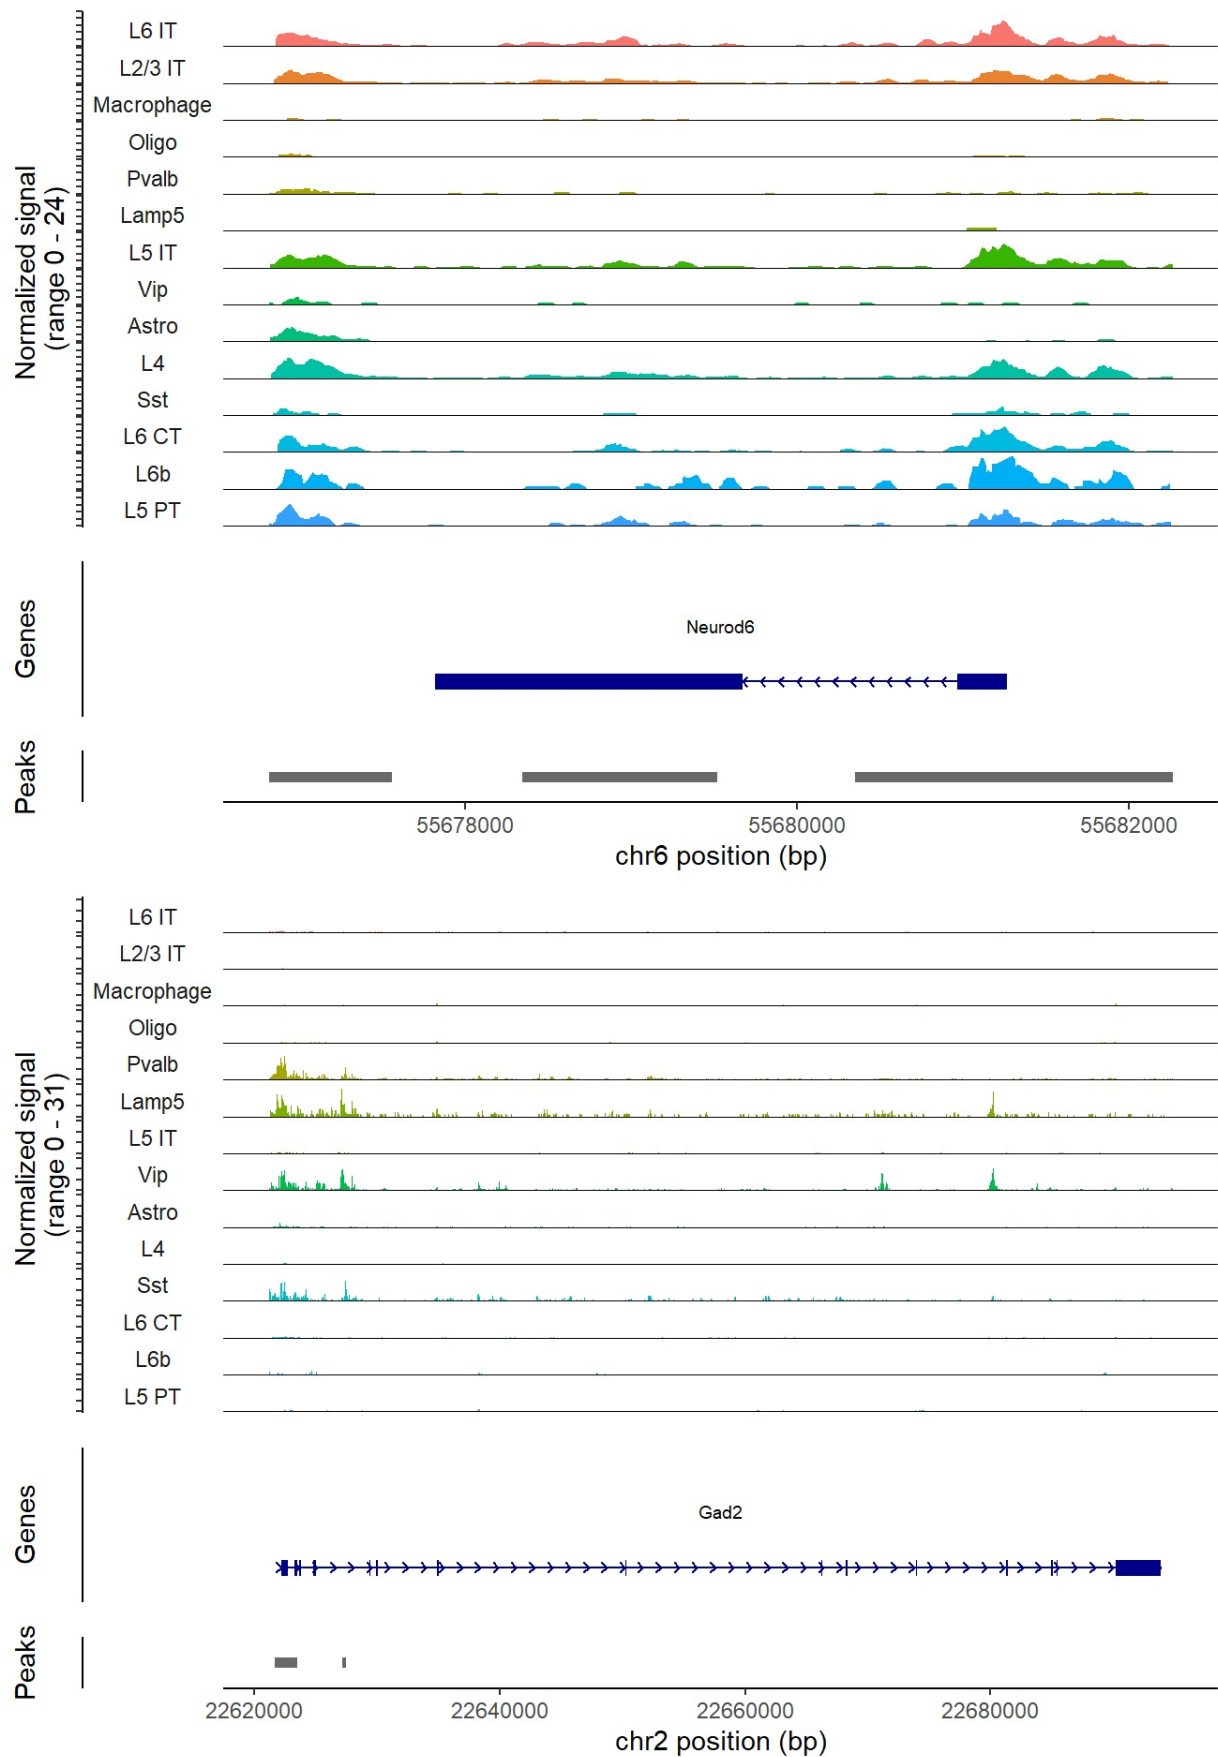 Normalized signal
(range 0 - 24)
L6 IT
L2/3 IT
Macrophage
Oligo
Pvalb
Lamp5
L5 IT
Vip
Astro
L4
Sst
L6 CT
L6b
L5 PT
Genes
Neurod6
Peaks
55678000
55680000
55682000
chr6 position (bp)
Normalized signal
(range 0 - 31)
L6 IT
L2/3 IT
Macrophage
Oligo
Pvalb
Lamp5
L5 IT
Vip
Astro
L4
Sst
L6 CT
L6b
L5 PT
Genes
Gad2
Peaks
22620000
22640000
22660000
22680000
chr2 position (bp)